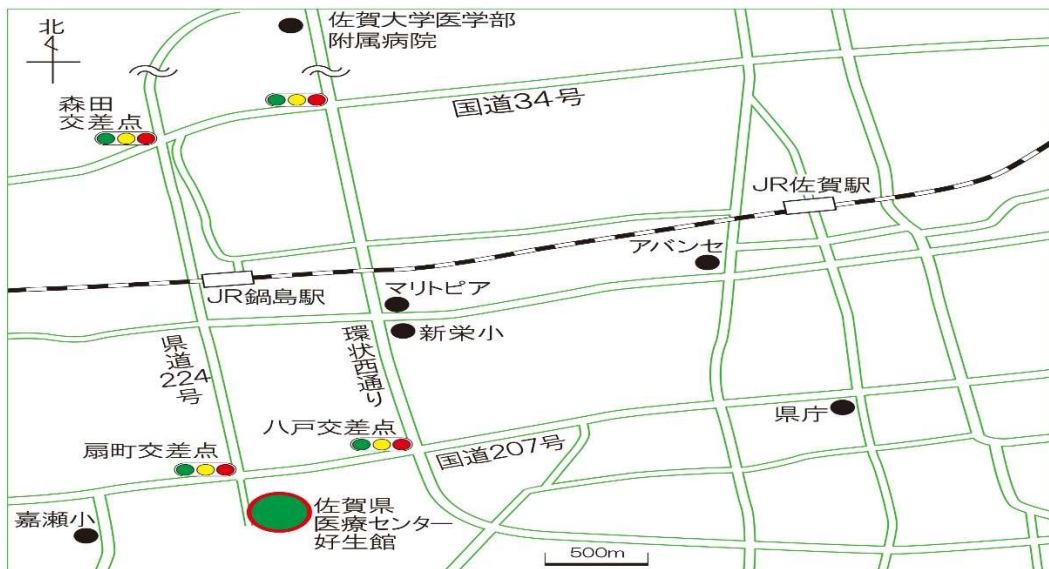 北
佐賀大学医学部
附属病院
森田
交差点
国道34号
JR佐賀駅
アバンセ
JR鍋島駅
マリトピア
新栄小
県道224号
環状西通り
県庁
八戸交差点
国道207号
扇町交差点
嘉瀬小
佐賀県
医療センター
好生館
500m